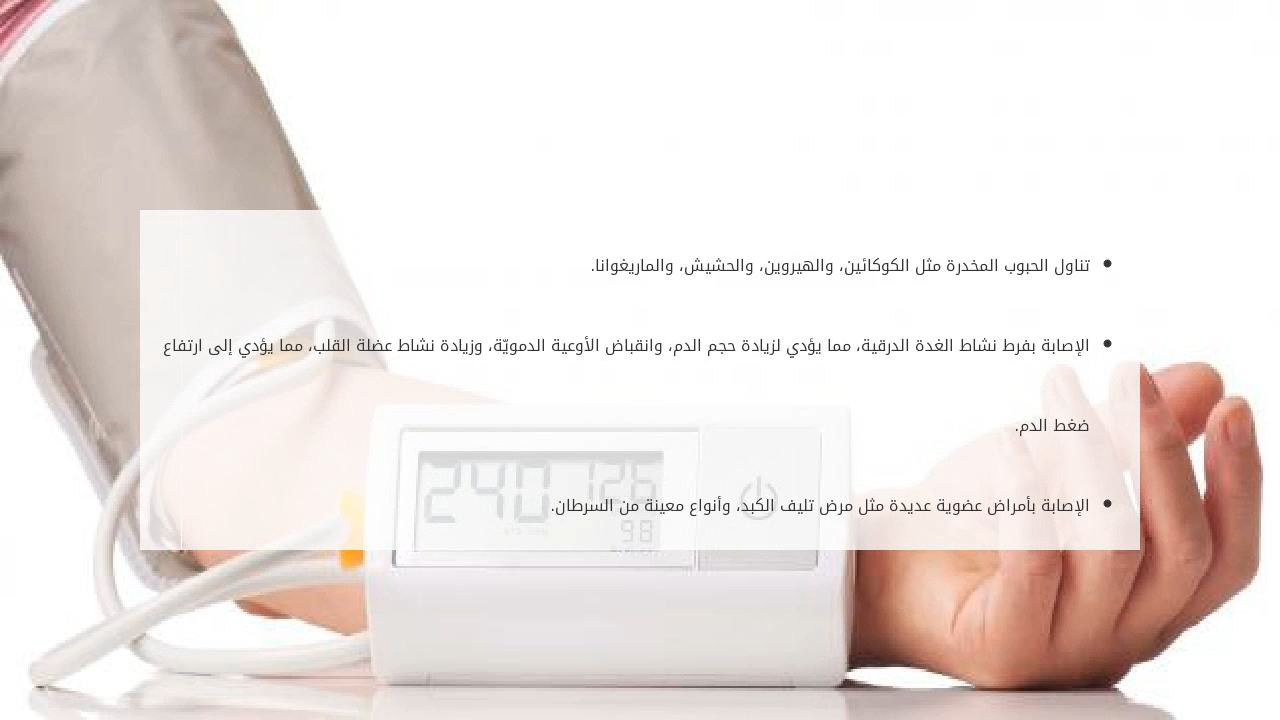 تناول الحبوب المخدرة مثل الكوكائين، والهيروين، والحشيش، والماريغوانا.
الإصابة بفرط نشاط الغدة الدرقية، مما يؤدي لزيادة حجم الدم، وانقباض الأوعية الدمويّة، وزيادة نشاط عضلة القلب، مما يؤدي إلى ارتفاع
ضغط الدم.
الإصابة بأمراض عضوية عديدة مثل مرض تليف الكبد، وأنواع معينة من السرطان.
240 126
98